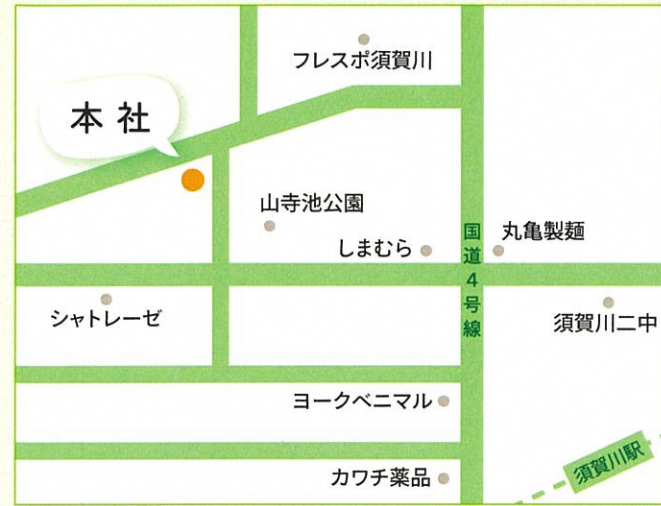 フレスポ須賀川
本社
山寺池公園
しまむら
国道4号線
丸亀製麺
シャトレーゼ
須賀川二中
ヨークベニマル
須賀川駅
カワチ薬品